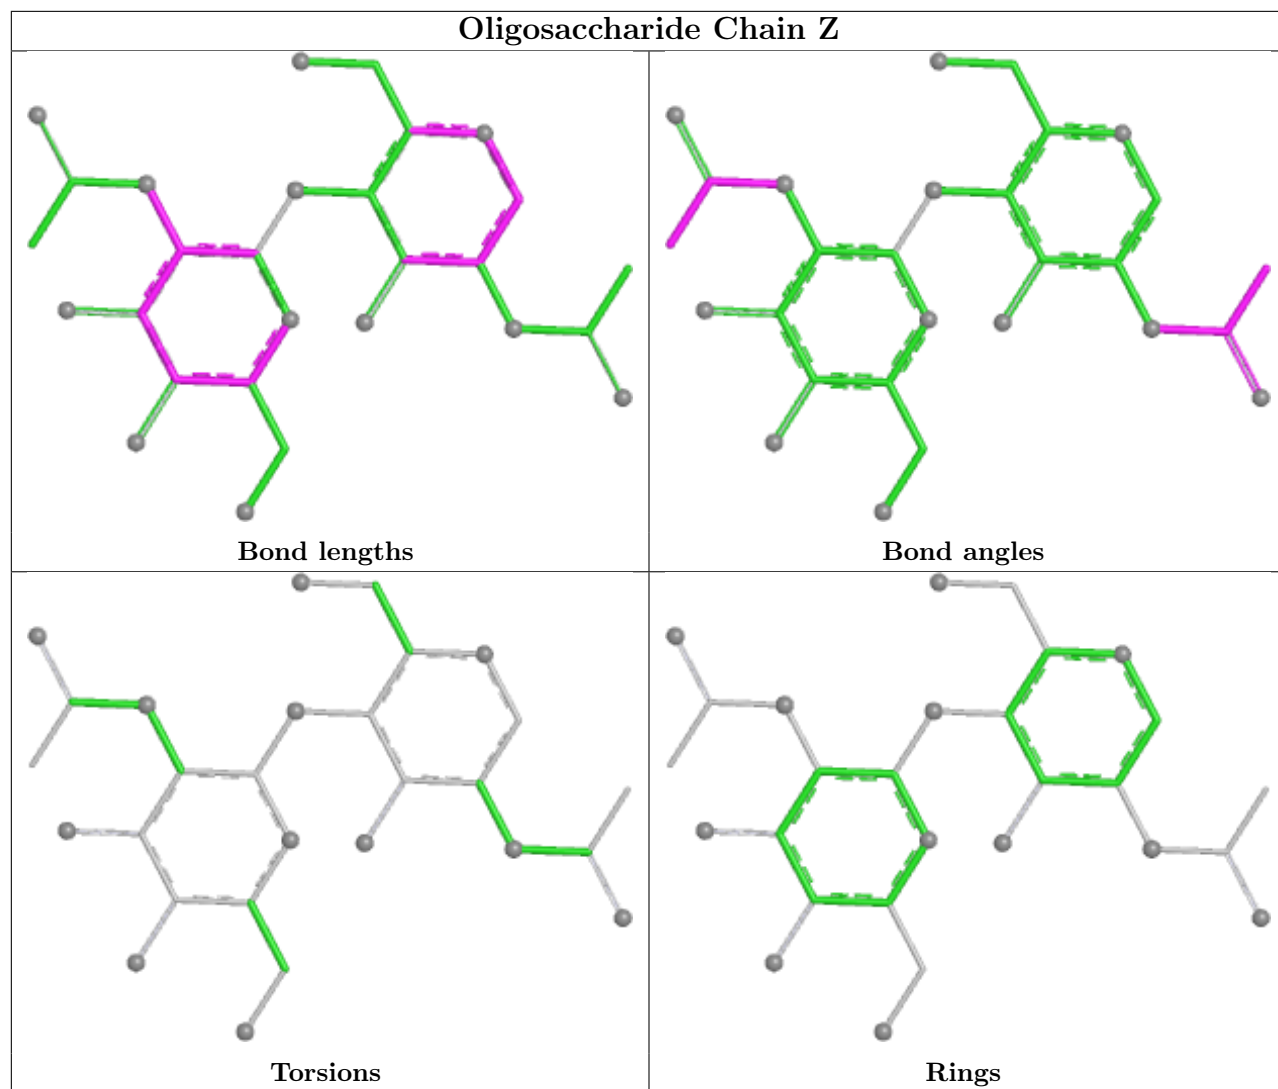 Oligosaccharide Chain Z
Bond lengths
Bond angles
Torsions
Rings